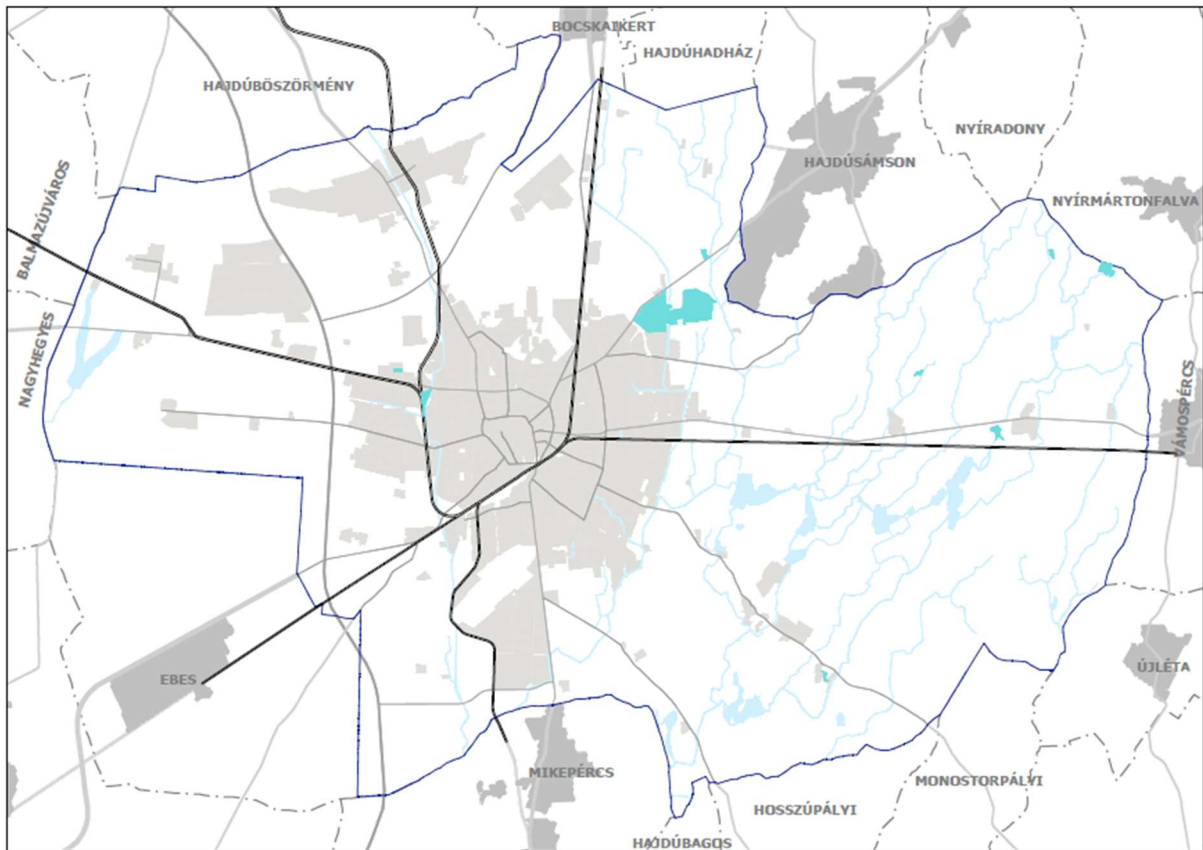 BOCSKAIKERT
HAJDÚHADHÁZ
HAJDÚBÖSZÖRMÉNY
NYÍRADONY
HAJDÚSÁMSON
NYÍRMÁRTONFALVA
BALMAZÚJVÁROS
NAGYHEGYES
VÁMOSPÉRCS
EBES
ÚJLÉTA
MIKEPÉRCS
MONOSTORPÁLYI
HOSSZÚPÁLYI
HAJDÚBAGOS